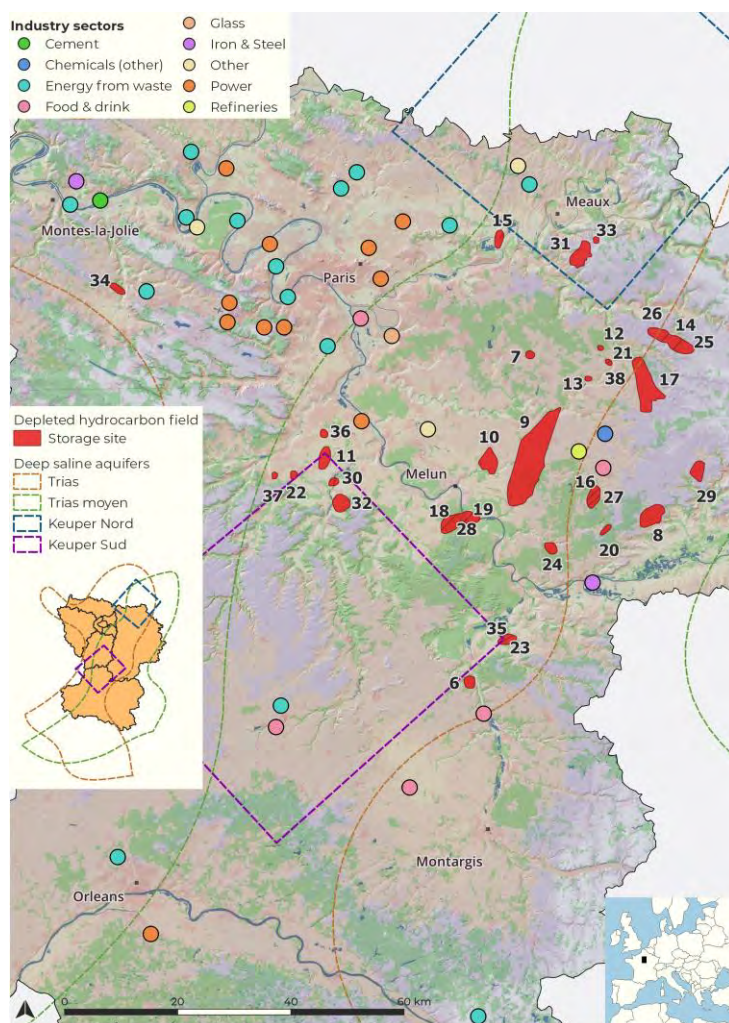 Industry sectors
Cement
Chemicals (other)
Energy from waste
Food & drink
Glass
Iron & Steel
Other
Power
Refineries
Meaux
Montes-la-Jolie
15
33
31
Paris
34
26
14
12
7
21
25
13
38
17
9
Depleted hydrocarbon field
Storage site
Deep saline aquifers
Trias
Trias moyen
Keuper Nord
Keuper Sud
36
11
10
Melun
16
37
22
30
32
27
29
18
19
28
20
8
24
35
23
6
Montargis
Orleans
0
20
40
60 km